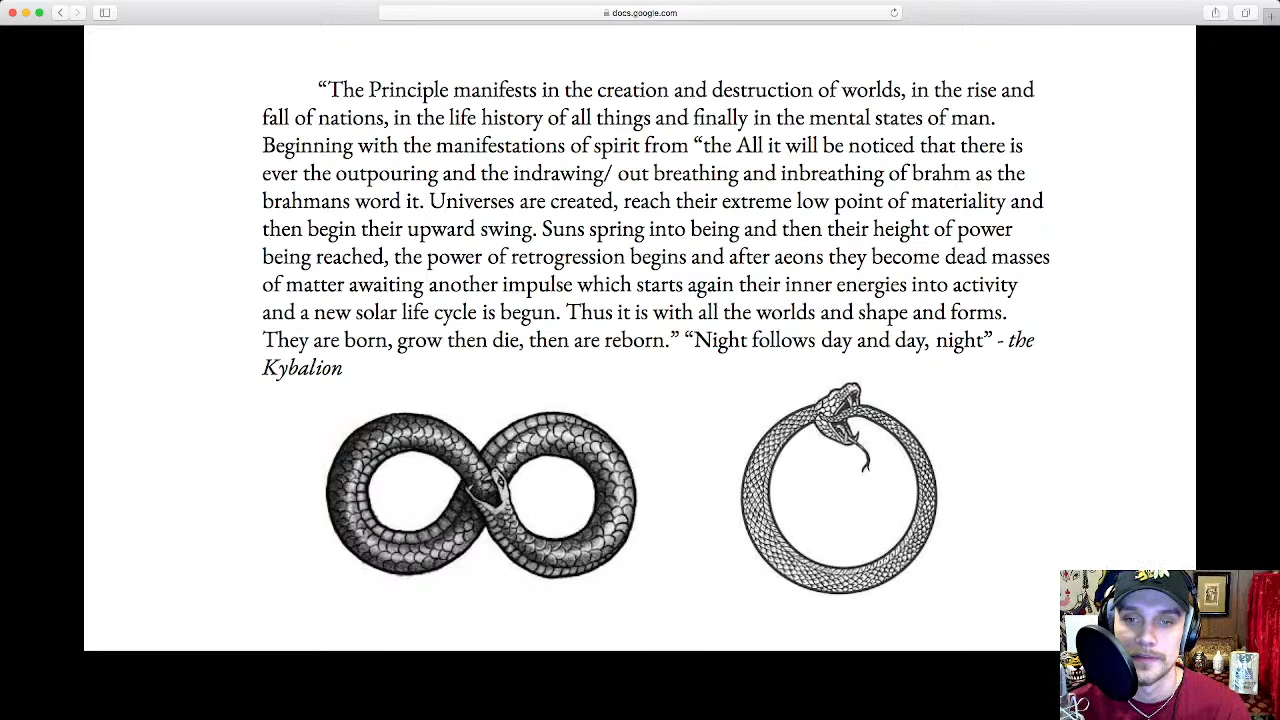 docs.google.com
“The Principle manifests in the creation and destruction of worlds, in the rise and
fall of nations, in the life history of all things and finally in the mental states of man.
Beginning with the manifestations of spirit from “the All it will be noticed that there is
ever the outpouring and the indrawing/ out breathing and inbreathing of brahm as the
brahmans word it. Universes are created, reach their extreme low point of materiality and
then begin their upward swing. Suns spring into being and then their height of power
being reached, the power of retrogression begins and after aeons they become dead masses
of matter awaiting another impulse which starts again their inner energies into activity
and a new solar life cycle is begun. Thus it is with all the worlds and shape and forms.
They are born, grow then die, then are reborn.” “Night follows day and day, night” - the
Kybalion